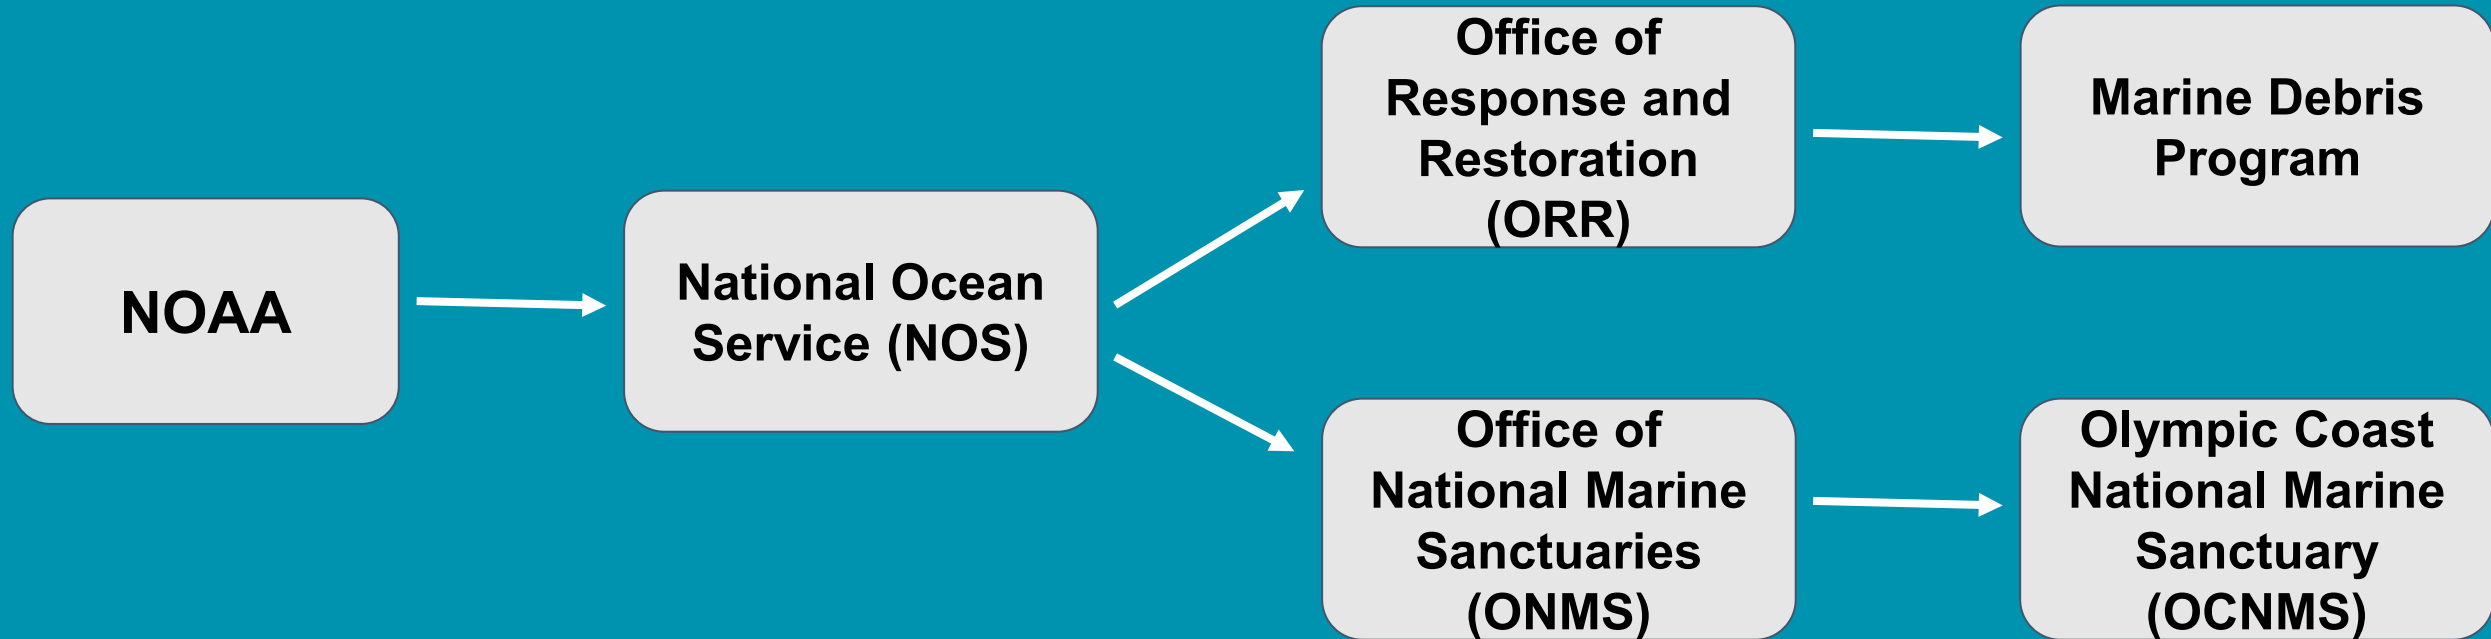 NOAA
National Ocean
Service (NOS)
Office of
Response and
Restoration
(ORR)
Marine Debris
Program
Office of
National Marine
Sanctuaries
(ONMS)
Olympic Coast
National Marine
Sanctuary
(OCNMS)